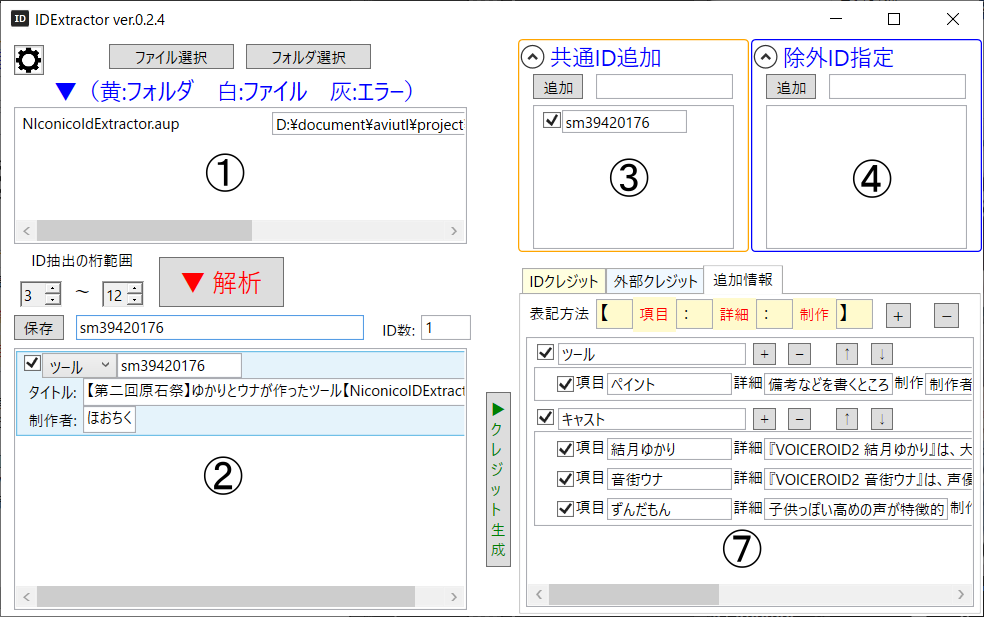 ID IDExtractor ver.0.2.4
ファイル選択 フォルダ選択
▼（黄:フォルダ 白:ファイル 灰:エラー）
NIconicoIdExtractor.aup D:¥document¥aviutl¥project
①
ID抽出の桁範囲
3 ～ 12 ▼ 解析
保存 sm39420176 ID数: 1
ツール sm39420176
タイトル: 【第二回原石祭】ゆかりとウナが作ったツール【NiconicoIDExtract
制作者: ほおちく
②
▶クレジット生成
共通ID追加
追加
sm39420176
③
除外ID指定
追加
④
IDクレジット 外部クレジット 追加情報
表記方法 【 項目 : 詳細 : 制作 】 + −
ツール + − ↑ ↓
項目 ペイント 詳細 備考などを書くところ 制作 制作者
キャスト + − ↑ ↓
項目 結月ゆかり 詳細 『VOICEROID2 結月ゆかり』は、大
項目 音街ウナ 詳細 『VOICEROID2 音街ウナ』は、声優
項目 ずんだもん 詳細 子供っぽい高めの声が特徴的 制作
⑦